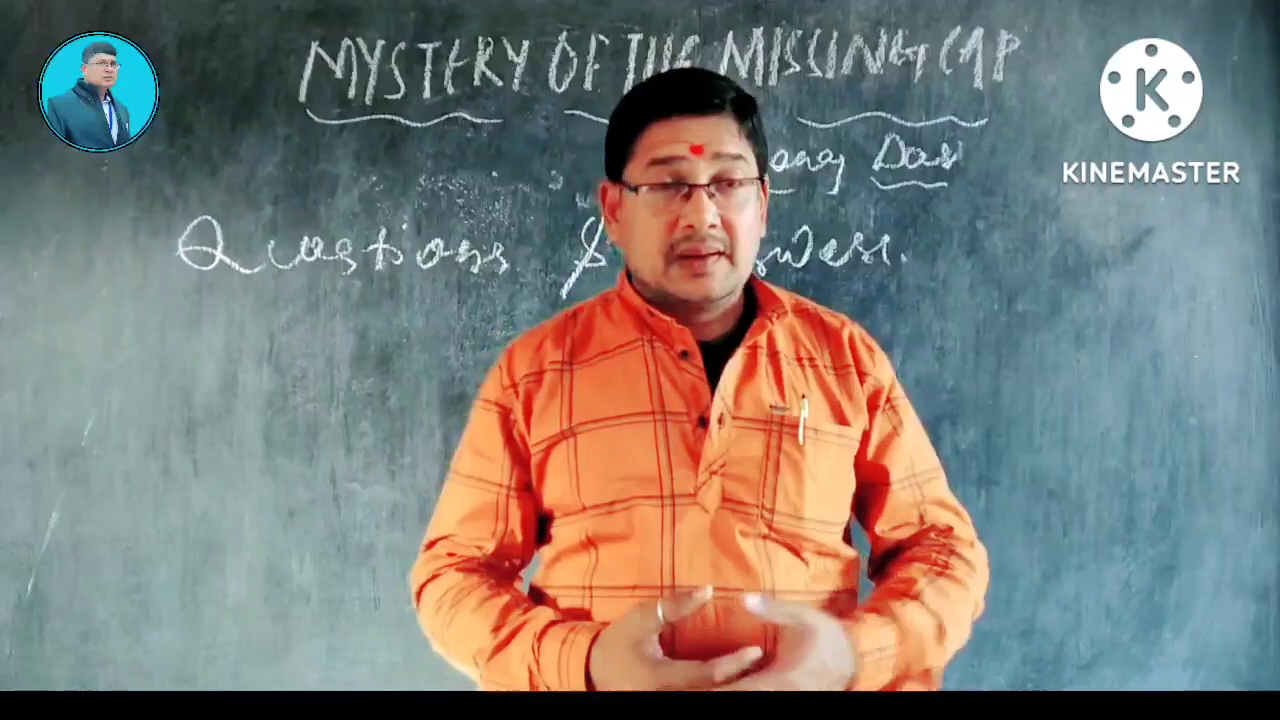 MYSTERY OF THE MISSING CAP
Das
Questions &
KINEMASTER
K